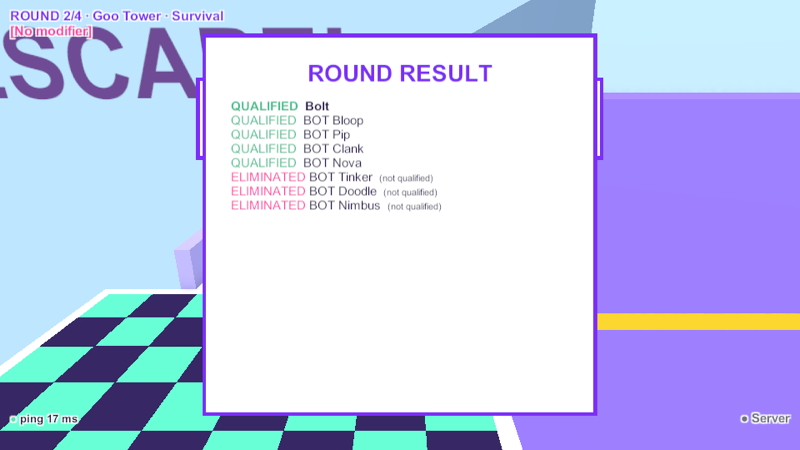 ROUND 2/4 · Goo Tower · Survival
[No modifier]
ROUND RESULT
QUALIFIED Bolt
QUALIFIED BOT Bloop
QUALIFIED BOT Pip
QUALIFIED BOT Clank
QUALIFIED BOT Nova
ELIMINATED BOT Tinker (not qualified)
ELIMINATED BOT Doodle (not qualified)
ELIMINATED BOT Nimbus (not qualified)
ping 17 ms
Server